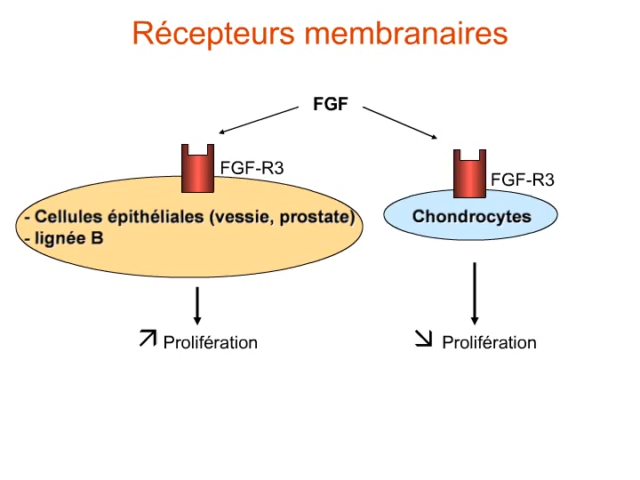 Récepteurs membranaires
FGF
FGF-R3
FGF-R3
- Cellules épithéliales (vessie, prostate)
- lignée B
Chondrocytes
↗ Prolifération
↘ Prolifération